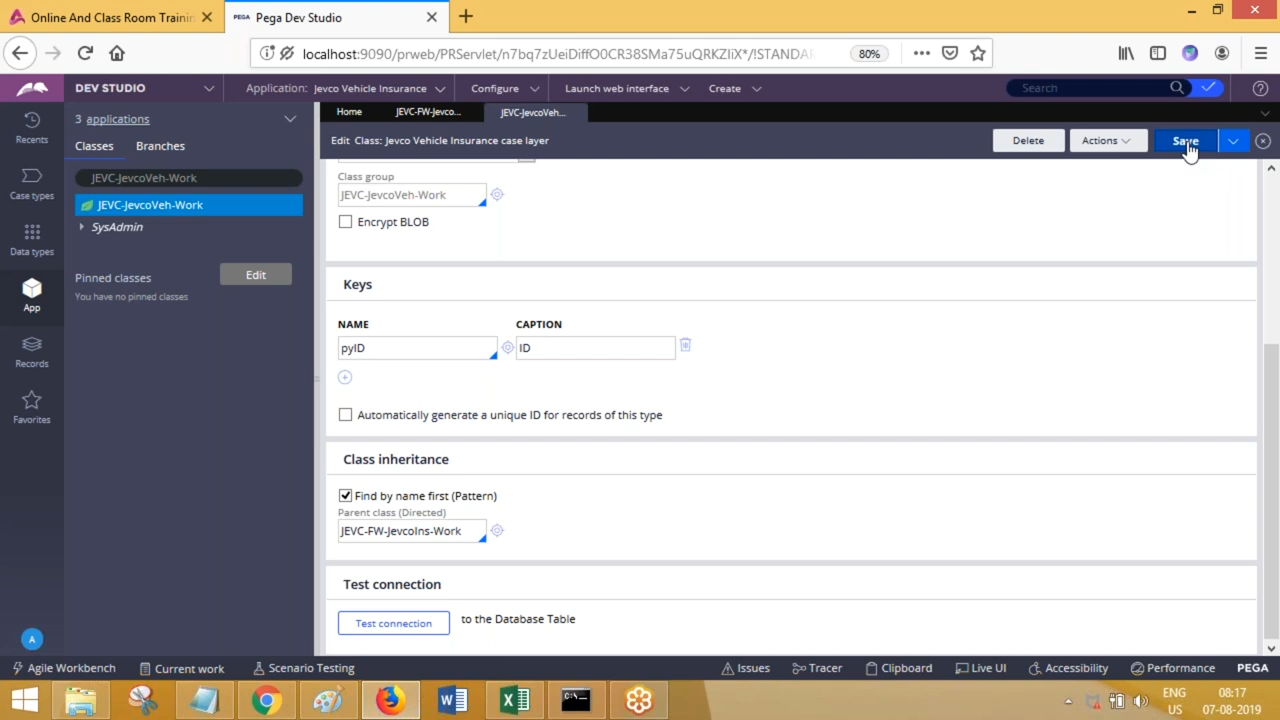 Online And Class Room Trainin
PEGA Pega Dev Studio
localhost:9090/prweb/PRServlet/n7bq7zUeiDiffO0CR38SMa75uQRKZIiX*/!STANDA
80%
DEV STUDIO
Application: Jevco Vehicle Insurance
Configure
Launch web interface
Create
Search
Recents
Case types
Data types
App
Records
Favorites
A
3 applications
Classes
Branches
JEVC-JevcoVeh-Work
JEVC-JevcoVeh-Work
SysAdmin
Pinned classes
Edit
You have no pinned classes
Home
JEVC-FW-Jevco...
JEVC-JevcoVeh...
Edit Class: Jevco Vehicle Insurance case layer
Delete
Actions
Save
Class group
JEVC-JevcoVeh-Work
Encrypt BLOB
Keys
NAME
CAPTION
pyID
ID
Automatically generate a unique ID for records of this type
Class inheritance
Find by name first (Pattern)
Parent class (Directed)
JEVC-FW-JevcoIns-Work
Test connection
Test connection
to the Database Table
Agile Workbench
Current work
Scenario Testing
Issues
Tracer
Clipboard
Live UI
Accessibility
Performance
PEGA
ENG
US
08:17
07-08-2019